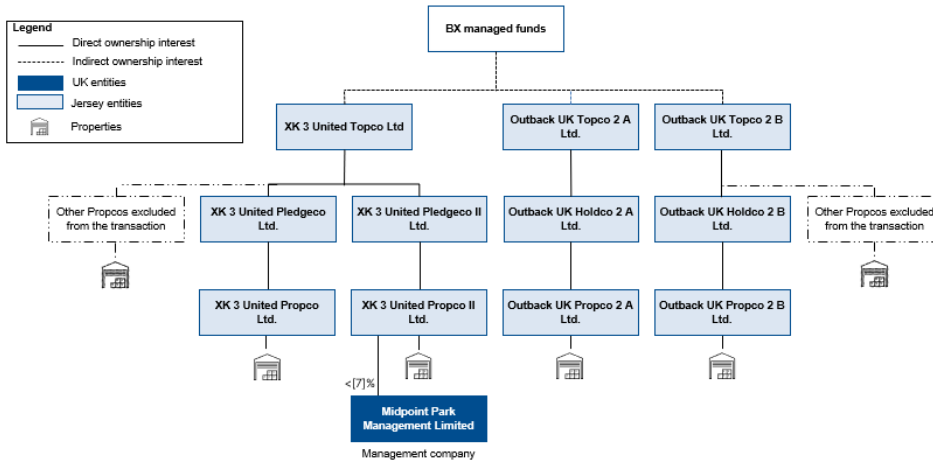 Legend
Direct ownership interest
Indirect ownership interest
UK entities
Jersey entities
Properties
BX managed funds
XK 3 United Topco Ltd
Outback UK Topco 2 A
Ltd.
Outback UK Topco 2 B
Ltd.
Other Propcos excluded
from the transaction
XK 3 United Pledgeco
Ltd.
XK 3 United Pledgeco II
Ltd.
Outback UK Holdco 2 A
Ltd.
Outback UK Holdco 2 B
Ltd.
Other Propcos excluded
from the transaction
XK 3 United Propco
Ltd.
XK 3 United Propco II
Ltd.
Outback UK Propco 2 A
Ltd.
Outback UK Propco 2 B
Ltd.
<[7]%
Midpoint Park
Management Limited
Management company